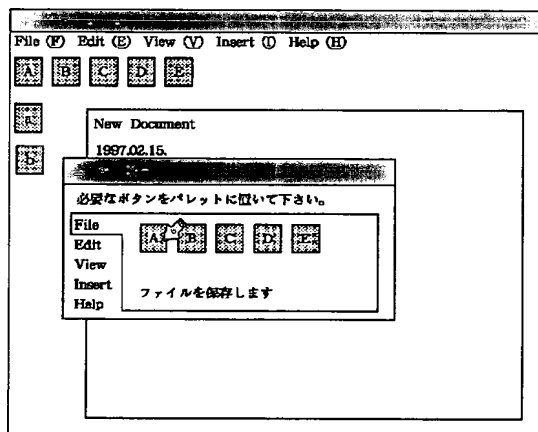 File (F) Edit (E) View (V) Insert (I) Help (H)
A B C D E
a
b
New Document
1997.02.15.
必要なボタンをパレットに置いて下さい。
File
Edit
View
Insert
Help
A B C D E
ファイルを保存します